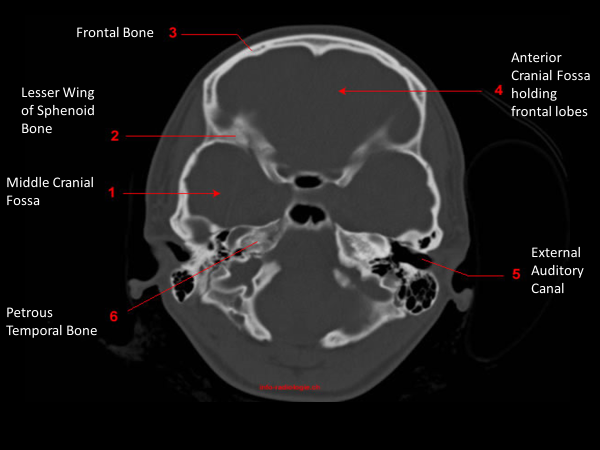 Frontal Bone 3
Anterior
Cranial Fossa
4 holding
frontal lobes
Lesser Wing
of Sphenoid
Bone
2
Middle Cranial
Fossa
1
External
Auditory
Canal
5
Petrous
Temporal Bone
6